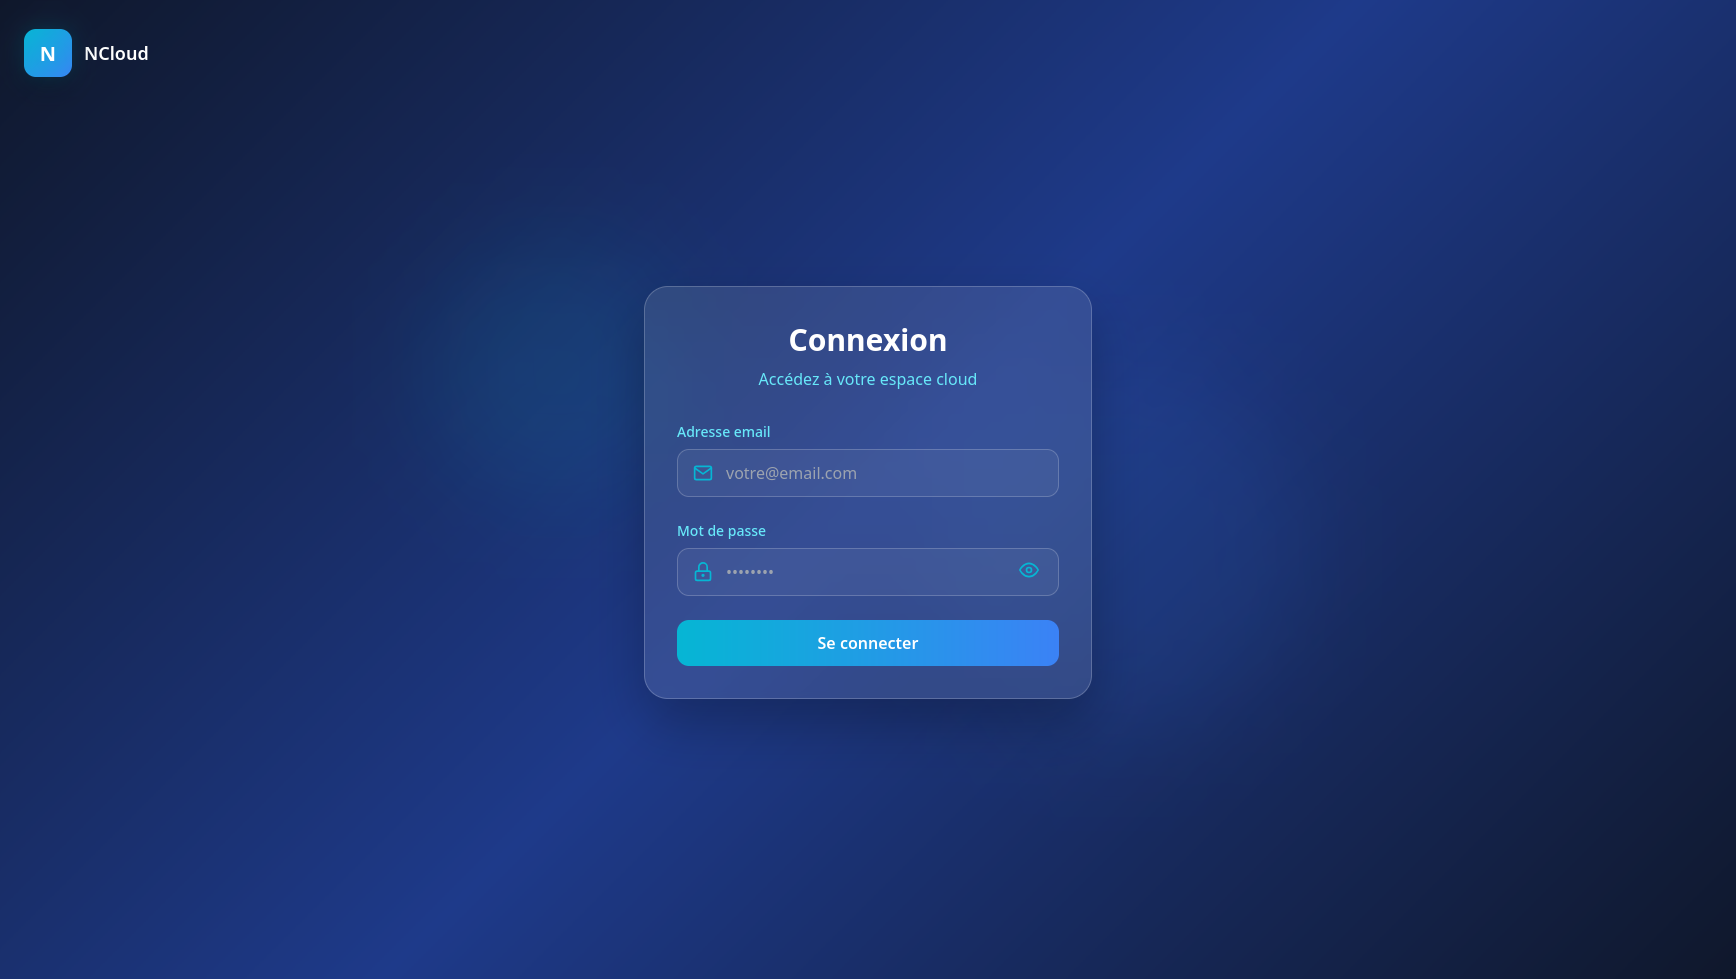 N
NCloud
Connexion
Accédez à votre espace cloud
Adresse email
votre@email.com
Mot de passe
••••••••
Se connecter